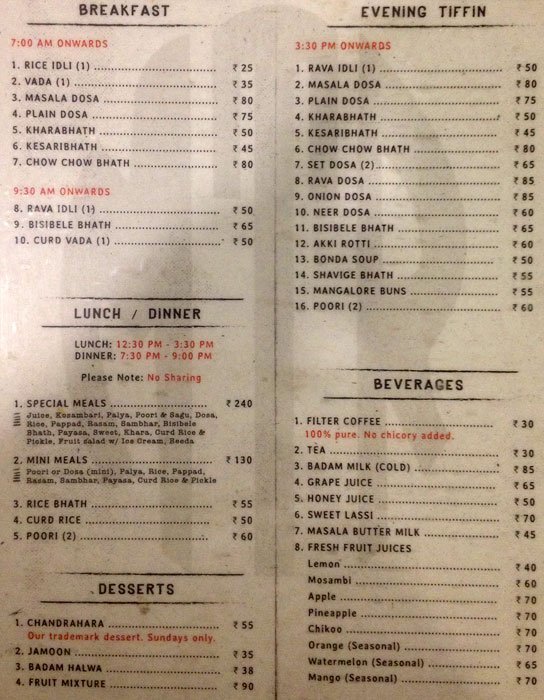 BREAKFAST
7:00 AM ONWARDS
1. RICE IDLI (1) ........ ₹ 25
2. VADA (1) ........ ₹ 35
3. MASALA DOSA ........ ₹ 80
4. PLAIN DOSA ........ ₹ 75
5. KHARABHATH ........ ₹ 50
6. KESARIBHATH ........ ₹ 45
7. CHOW CHOW BHATH ........ ₹ 80
9:30 AM ONWARDS
8. RAVA IDLI (1) ........ ₹ 50
9. BISIBELE BHATH ........ ₹ 65
10. CURD VADA (1) ........ ₹ 50
LUNCH / DINNER
LUNCH: 12:30 PM - 3:30 PM
DINNER: 7:30 PM - 9:00 PM
Please Note: No Sharing
1. SPECIAL MEALS ........ ₹ 240
Juice, Kosambari, Palya, Poori & Sagu, Dosa,
Rice, Pappad, Rasam, Sambhar, Bisibele
Bhath, Payasa, Sweet, Khara, Curd Rice &
Pickle, Fruit salad w/ Ice Cream, Beeda
2. MINI MEALS ........ ₹ 130
Poori or Dosa (mini), Palya, Rice, Pappad,
Rasam, Sambhar, Payasa, Curd Rice & Pickle
3. RICE BHATH ........ ₹ 55
4. CURD RICE ........ ₹ 50
5. POORI (2) ........ ₹ 60
DESSERTS
1. CHANDRAHARA ........ ₹ 55
Our trademark dessert. Sundays only.
2. JAMOON ........ ₹ 35
3. BADAM HALWA ........ ₹ 38
4. FRUIT MIXTURE ........ ₹ 90
EVENING TIFFIN
3:30 PM ONWARDS
1. RAVA IDLI (1) ........ ₹ 50
2. MASALA DOSA ........ ₹ 80
3. PLAIN DOSA ........ ₹ 75
4. KHARABHATH ........ ₹ 50
5. KESARIBHATH ........ ₹ 45
6. CHOW CHOW BHATH ........ ₹ 80
7. SET DOSA (2) ........ ₹ 65
8. RAVA DOSA ........ ₹ 85
9. ONION DOSA ........ ₹ 85
10. NEER DOSA ........ ₹ 60
11. BISIBELE BHATH ........ ₹ 65
12. AKKI ROTTI ........ ₹ 60
13. BONDA SOUP ........ ₹ 50
14. SHAVIGE BHATH ........ ₹ 55
15. MANGALORE BUNS ........ ₹ 55
16. POORI (2) ........ ₹ 60
BEVERAGES
1. FILTER COFFEE ........ ₹ 30
100% pure. No chicory added.
2. TEA ........ ₹ 30
3. BADAM MILK (COLD) ........ ₹ 85
4. GRAPE JUICE ........ ₹ 65
5. HONEY JUICE ........ ₹ 50
6. SWEET LASSI ........ ₹ 70
7. MASALA BUTTER MILK ........ ₹ 45
8. FRESH FRUIT JUICES
Lemon ........ ₹ 40
Mosambi ........ ₹ 60
Apple ........ ₹ 70
Pineapple ........ ₹ 70
Chikoo ........ ₹ 70
Orange (Seasonal) ........ ₹ 70
Watermelon (Seasonal) ........ ₹ 65
Mango (Seasonal) ........ ₹ 70